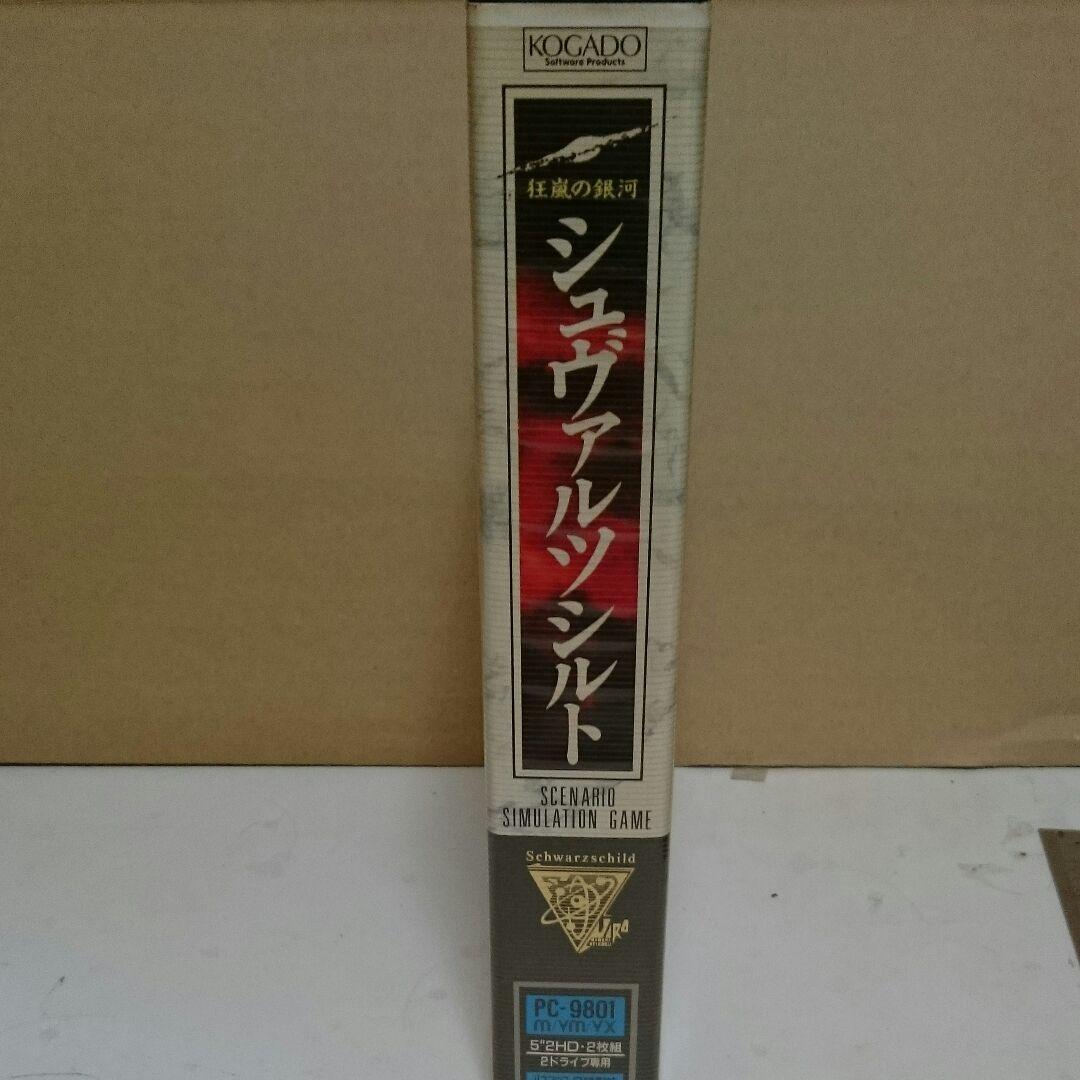 KOGADO
Software Products
狂嵐の銀河
シュヴァルツシルト
SCENARIO
SIMULATION GAME
Schwarzschild
PC-9801
m/Vm/VX
5"2HD・2枚組
2ドライブ専用